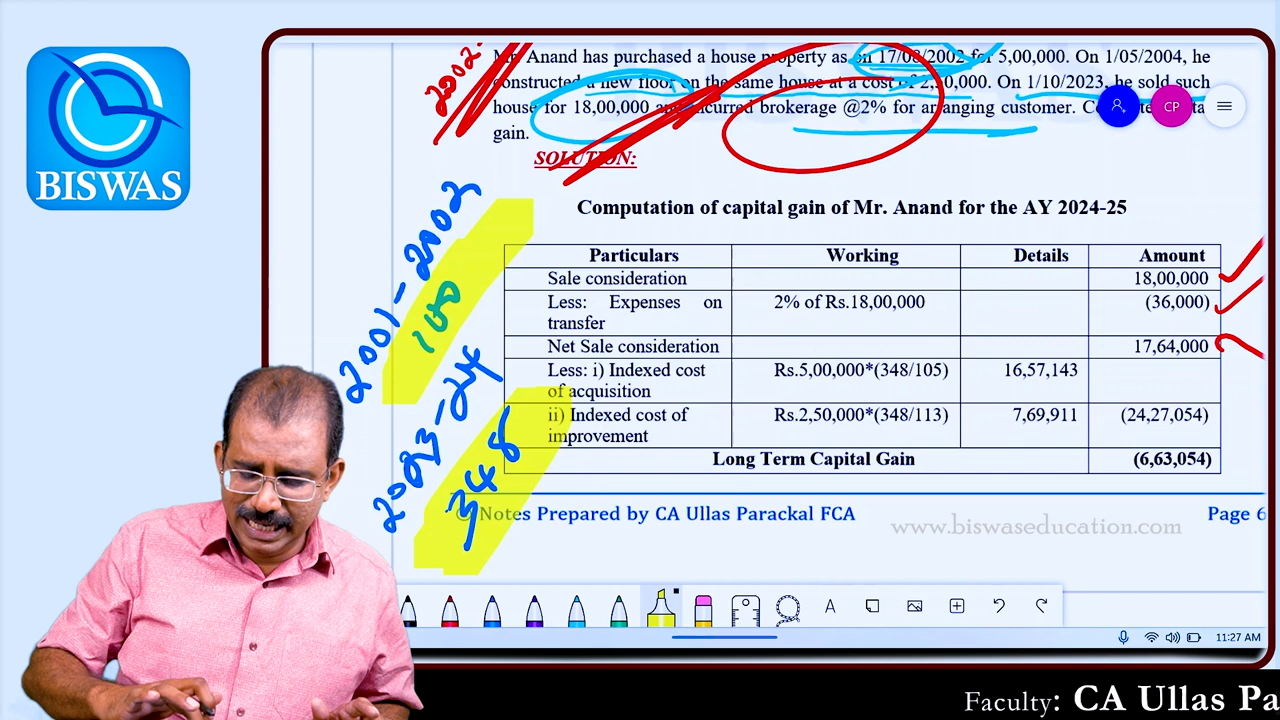 BISWAS
2002-
Mr. Anand has purchased a house property as on 17/08/2002 for 5,00,000. On 1/05/2004, he
constructed a new floor on the same house at a cost of 2,50,000. On 1/10/2023, he sold such
house for 18,00,000 and incurred brokerage @2% for arranging customer.
gain.
CP
SOLUTION:
Computation of capital gain of Mr. Anand for the AY 2024-25
Particulars Working Details Amount
Sale consideration 18,00,000
Less: Expenses on transfer 2% of Rs.18,00,000 (36,000)
Net Sale consideration 17,64,000
Less: i) Indexed cost of acquisition Rs.5,00,000*(348/105) 16,57,143
ii) Indexed cost of improvement Rs.2,50,000*(348/113) 7,69,911 (24,27,054)
Long Term Capital Gain (6,63,054)
2001-2002
100
2023-24
348
© Notes Prepared by CA Ullas Parackal FCA
www.biswaseducation.com
Page 6
A
11:27 AM
Faculty: CA Ullas Pa